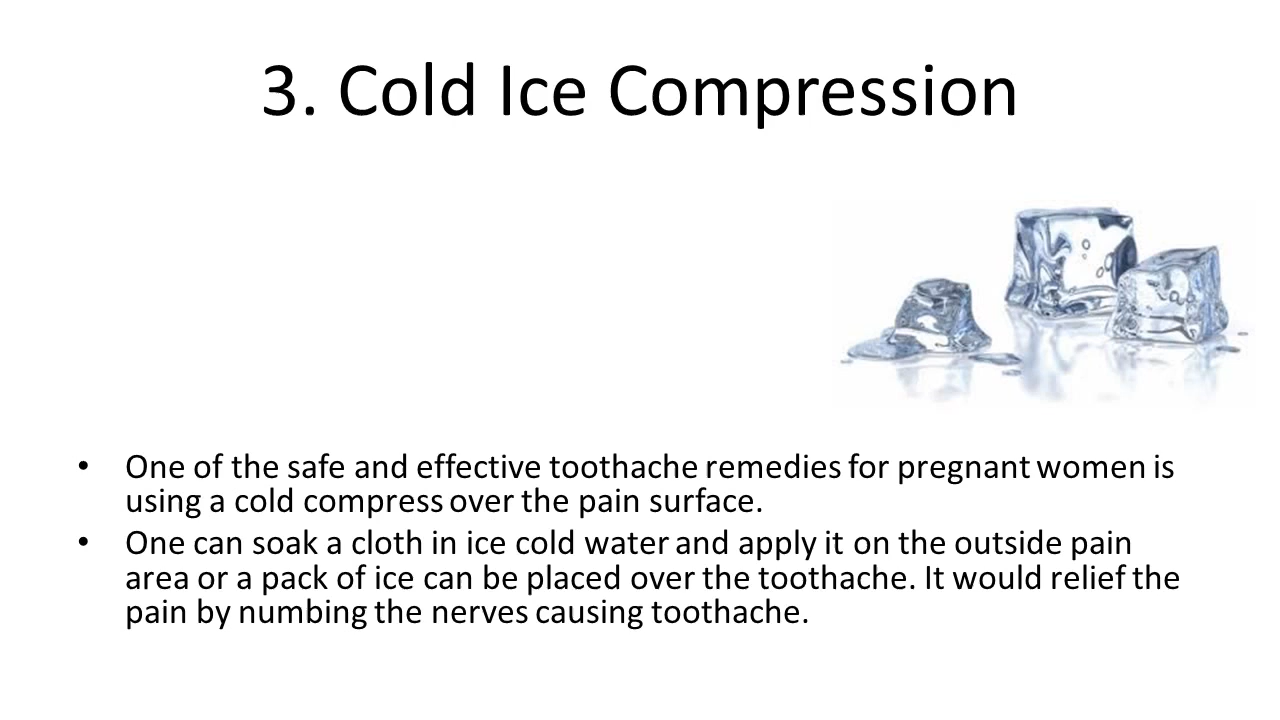 3. Cold Ice Compression
• One of the safe and effective toothache remedies for pregnant women is
using a cold compress over the pain surface.
• One can soak a cloth in ice cold water and apply it on the outside pain
area or a pack of ice can be placed over the toothache. It would relief the
pain by numbing the nerves causing toothache.